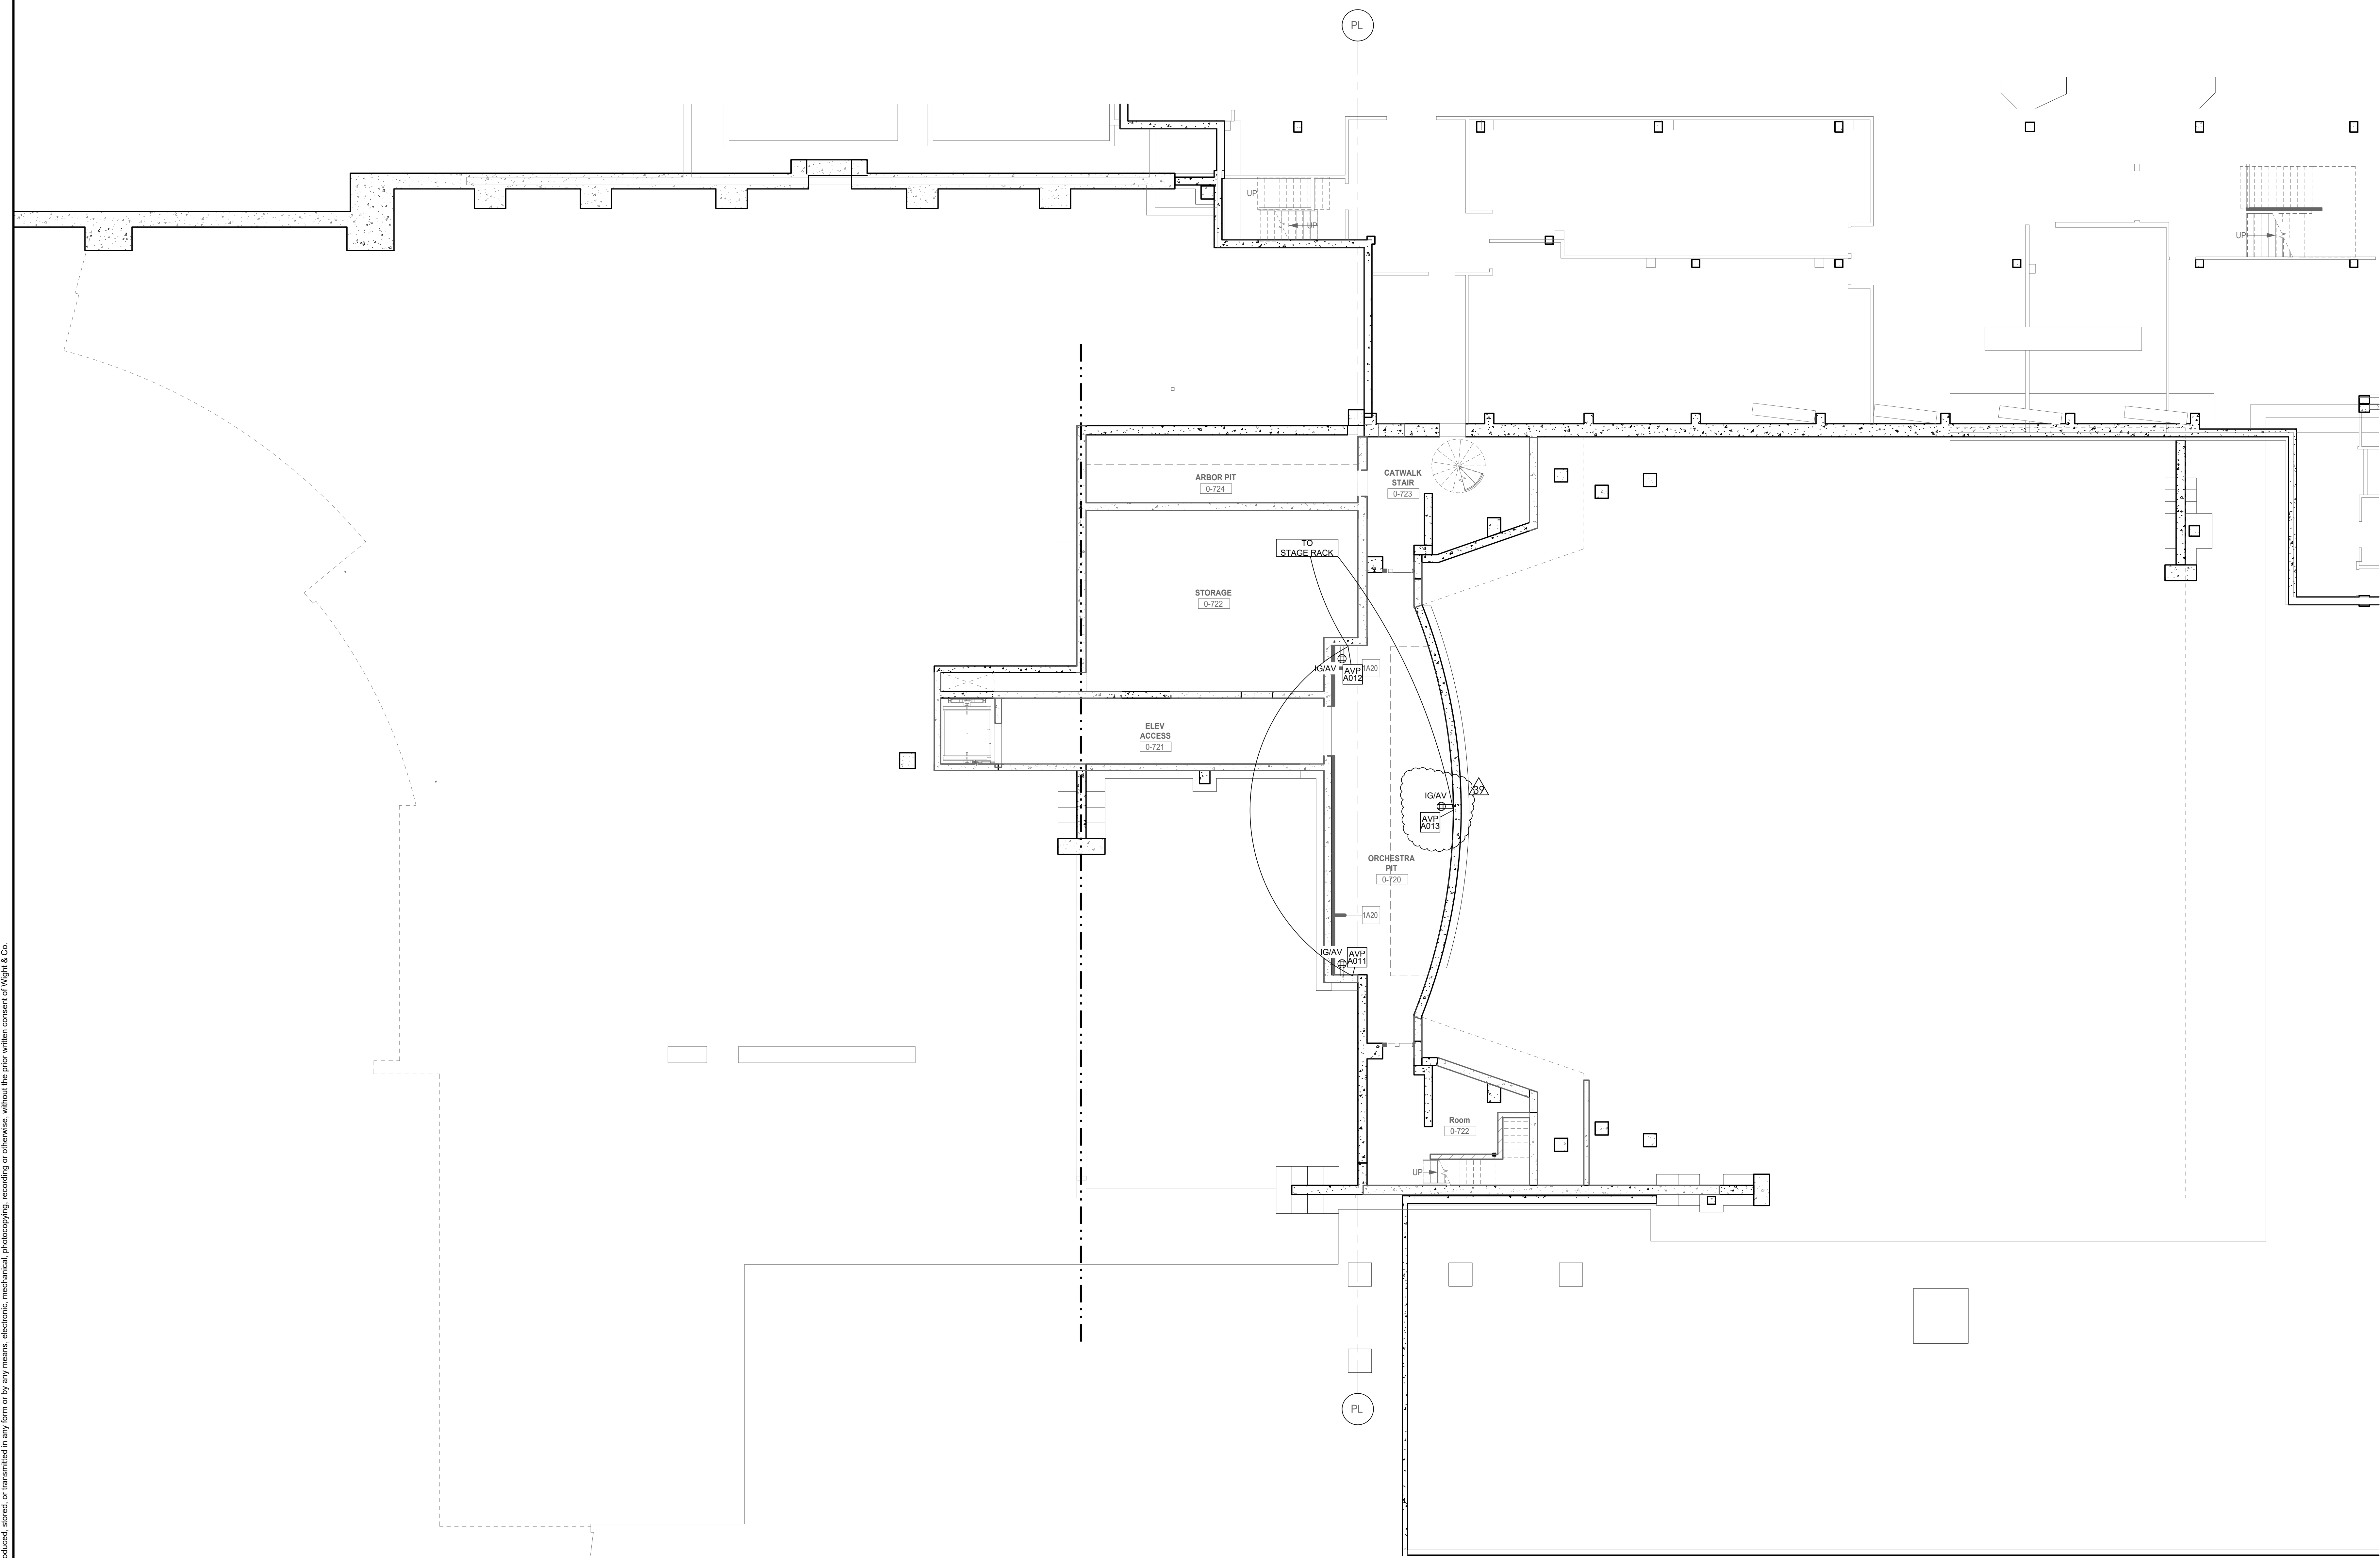 PL
UP
UP
UP
ARBOR PIT
0-724
CATWALK
STAIR
0-723
TO
STAGE RACK
STORAGE
0-722
IG/AV
AVP
A012
1A20
ELEV
ACCESS
0-721
39
IG/AV
AVP
A013
ORCHESTRA
PIT
0-720
1A20
IG/AV
AVP
A011
Room
0-722
UP
PL
oduced, stored, or transmitted in any form or by any means, electronic, mechanical, photocopying, recording or otherwise, without the prior written consent of Wight & Co.